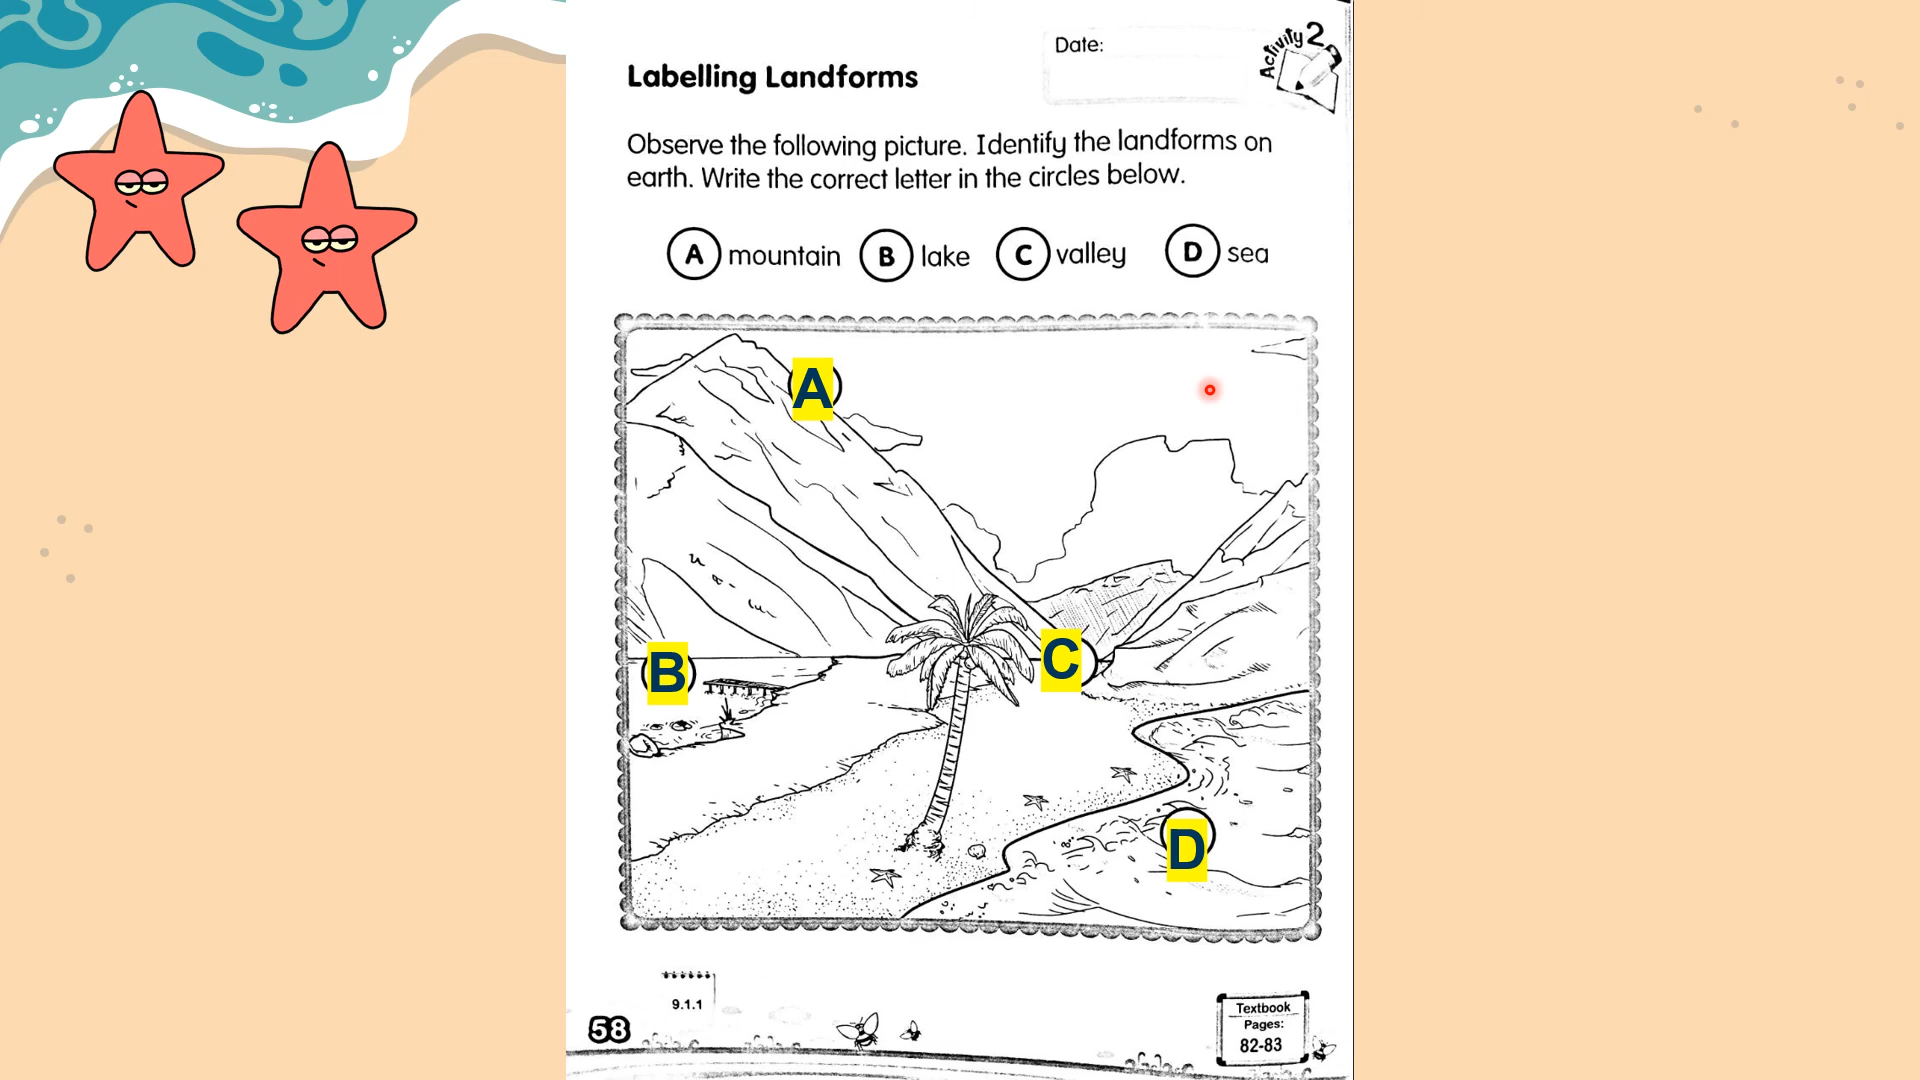 Date:
Activity 2
Labelling Landforms
Observe the following picture. Identify the landforms on
earth. Write the correct letter in the circles below.
A mountain B lake C valley D sea
A
B
C
D
9.1.1
58
Textbook
Pages:
82-83